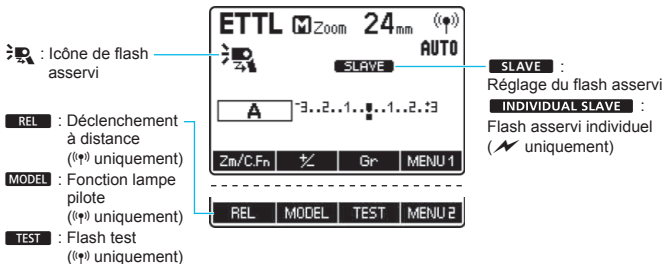 ETTL M Zoom 24mm ((•))
AUTO
: Icône de flash
asservi
SLAVE
SLAVE :
Réglage du flash asservi
INDIVIDUAL SLAVE :
Flash asservi individuel
( uniquement)
A -3..2..1..▮..1..2..+3
Zm/C.Fn +/- Gr MENU 1
REL : Déclenchement
à distance
((•)) uniquement)
MODEL : Fonction lampe
pilote
((•)) uniquement)
TEST : Flash test
((•)) uniquement)
REL MODEL TEST MENU 2